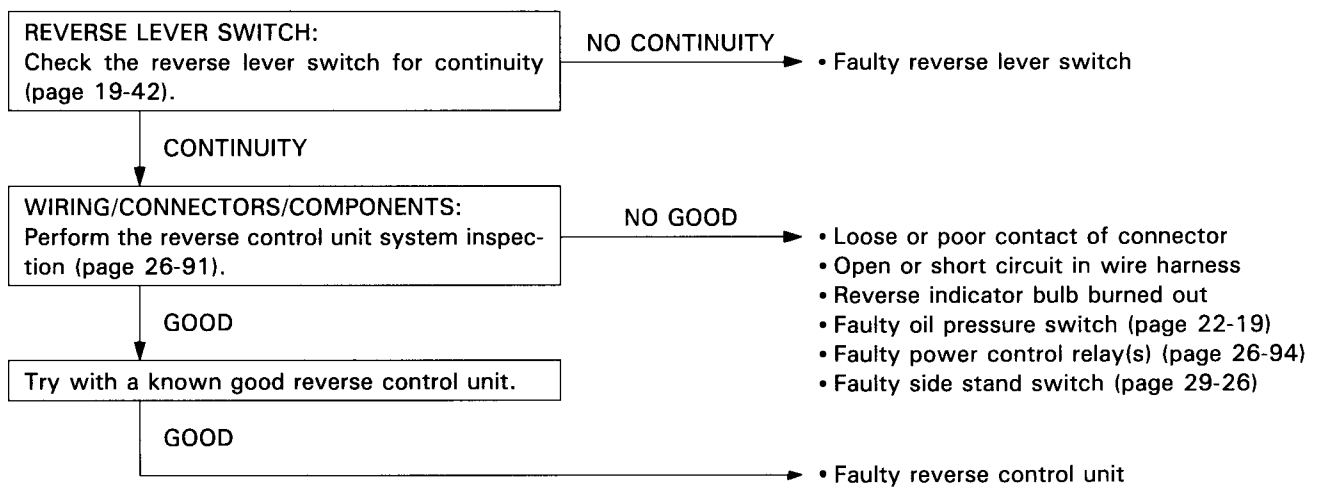 REVERSE LEVER SWITCH:
Check the reverse lever switch for continuity
(page 19-42).
NO CONTINUITY
• Faulty reverse lever switch
CONTINUITY
WIRING/CONNECTORS/COMPONENTS:
Perform the reverse control unit system inspec-
tion (page 26-91).
NO GOOD
• Loose or poor contact of connector
• Open or short circuit in wire harness
• Reverse indicator bulb burned out
• Faulty oil pressure switch (page 22-19)
• Faulty power control relay(s) (page 26-94)
• Faulty side stand switch (page 29-26)
GOOD
Try with a known good reverse control unit.
GOOD
• Faulty reverse control unit